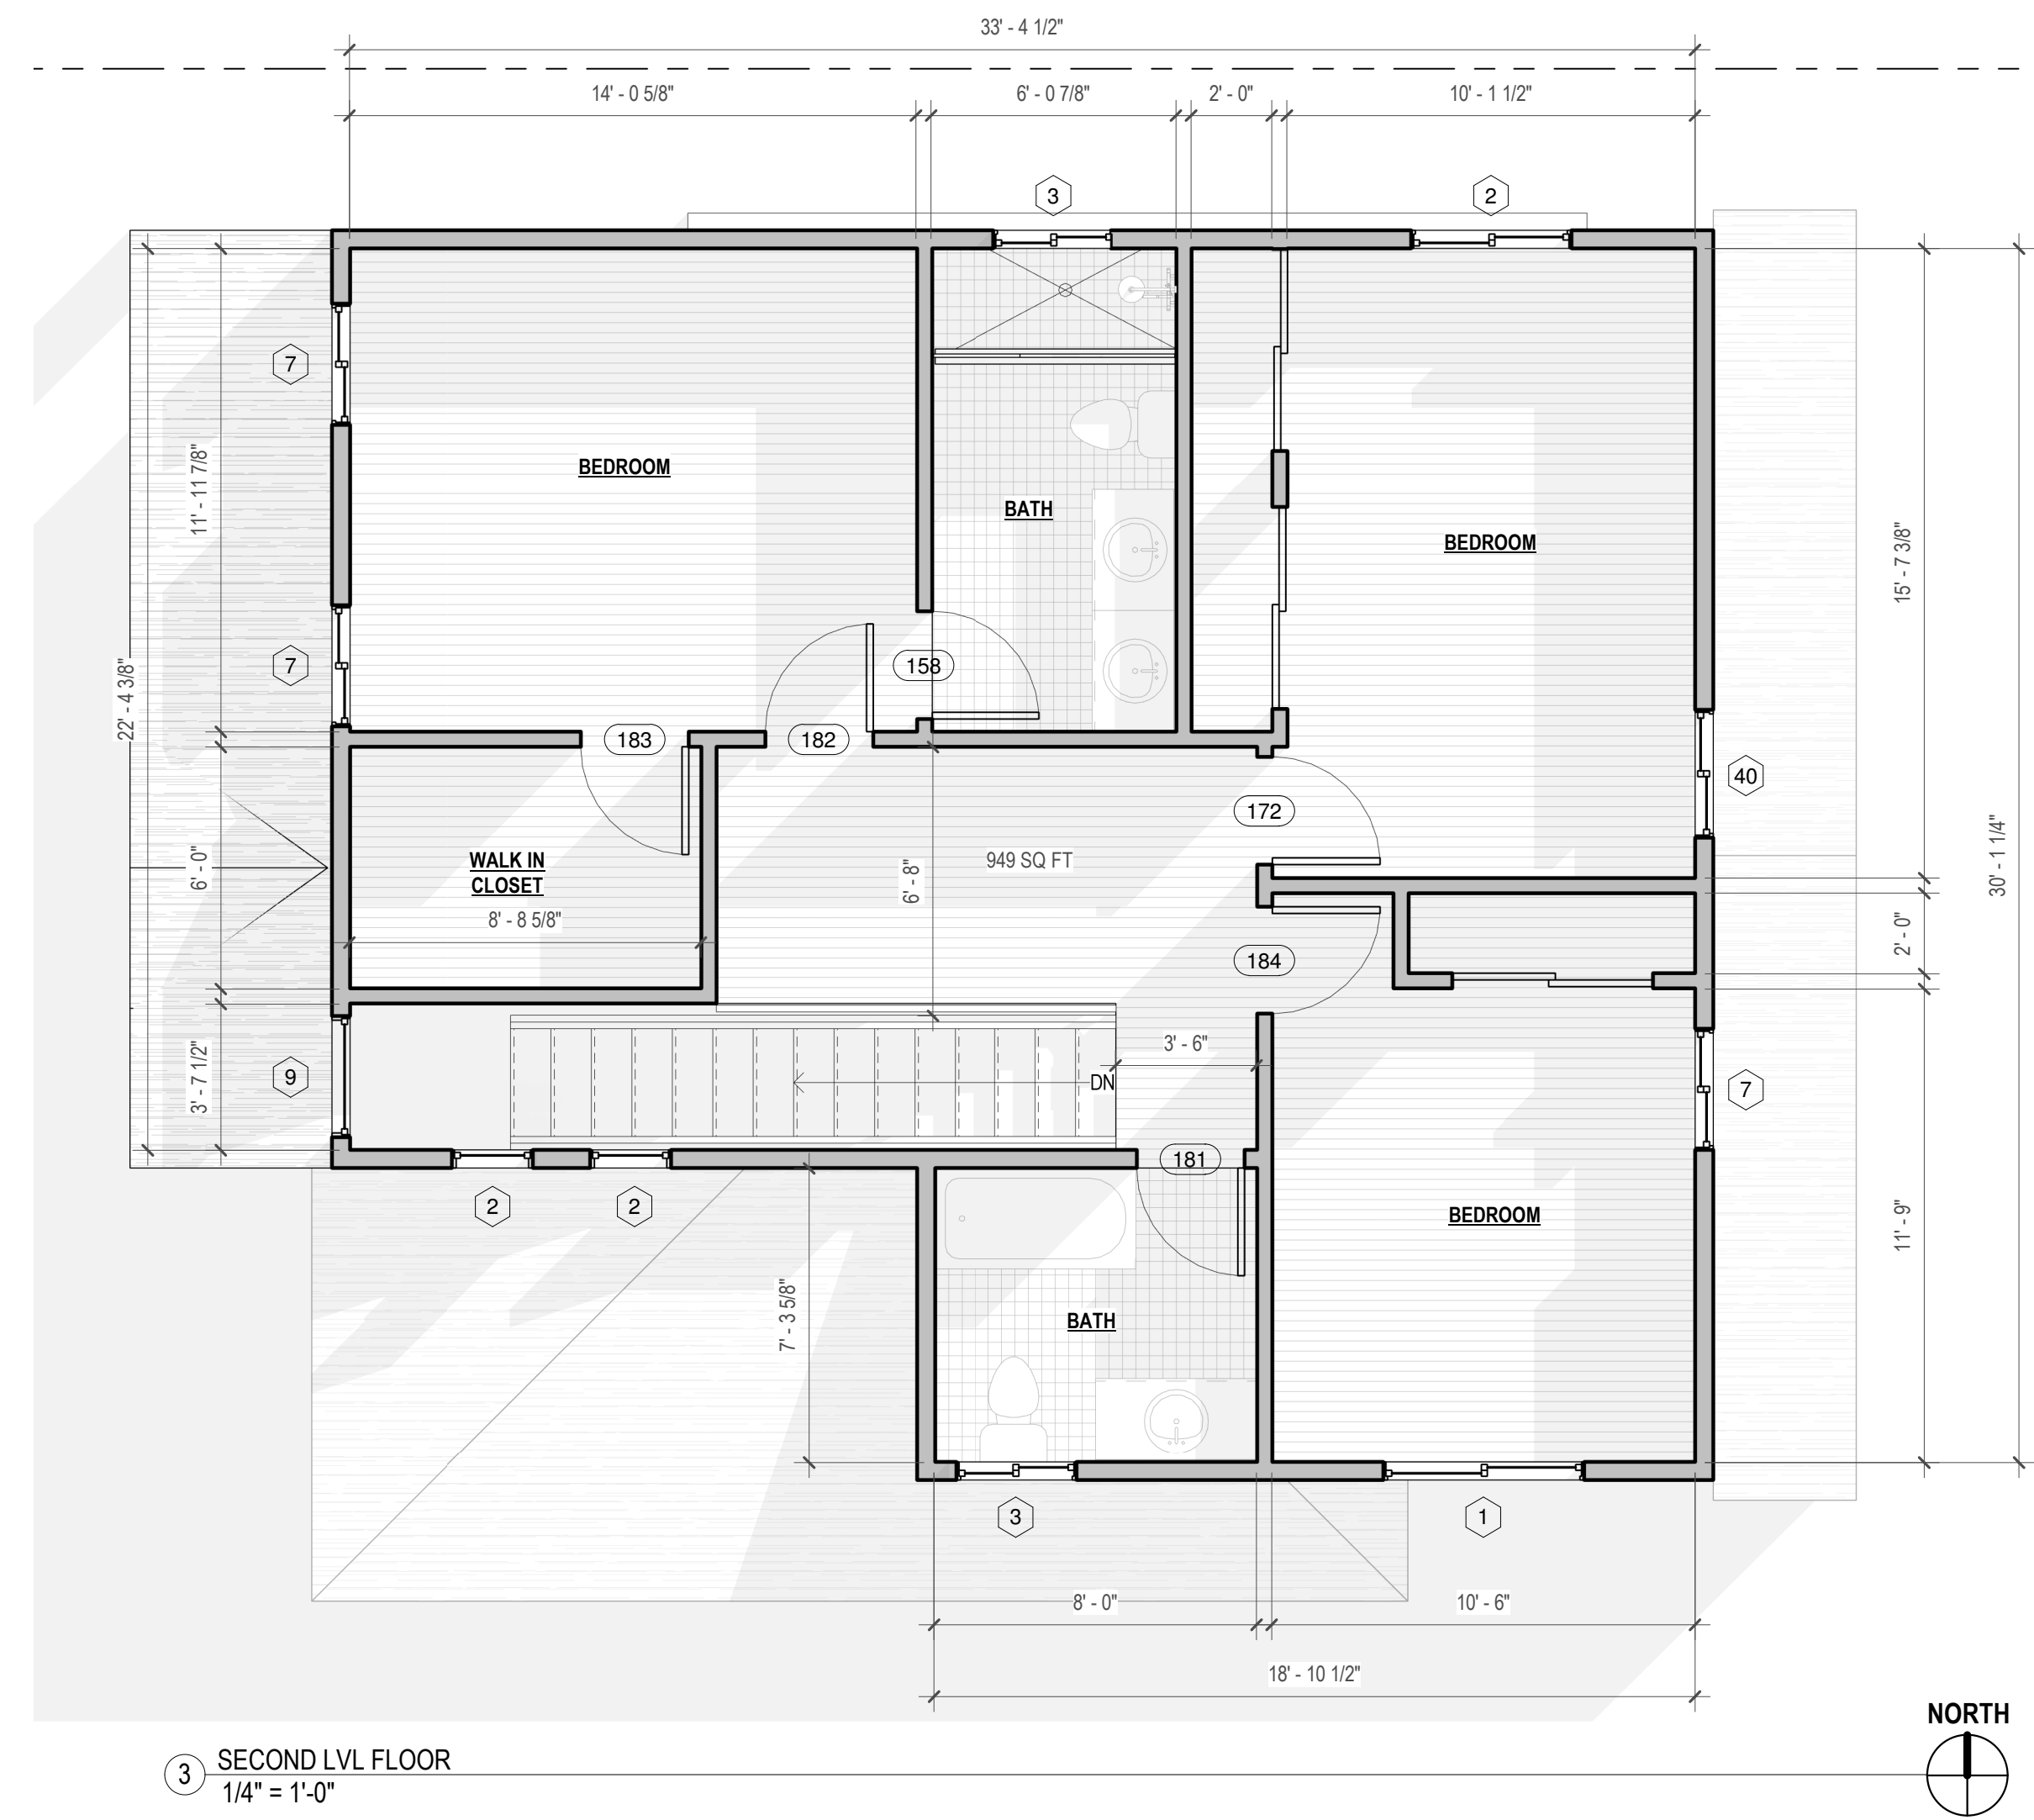 33' - 4 1/2"
14' - 0 5/8"
6' - 0 7/8"
2' - 0"
10' - 1 1/2"
3
2
7
11' - 11 7/8"
BEDROOM
BATH
BEDROOM
15' - 7 3/8"
22' - 4 3/8"
7
158
183
182
40
172
WALK IN
CLOSET
8' - 8 5/8"
6' - 0"
6' - 8"
949 SQ FT
30' - 1 1/4"
2' - 0"
184
3' - 6"
DN
9
3' - 7 1/2"
7
181
2
2
BEDROOM
11' - 9"
7' - 3 5/8"
BATH
3
1
8' - 0"
10' - 6"
18' - 10 1/2"
NORTH
3
SECOND LVL FLOOR
1/4" = 1'-0"